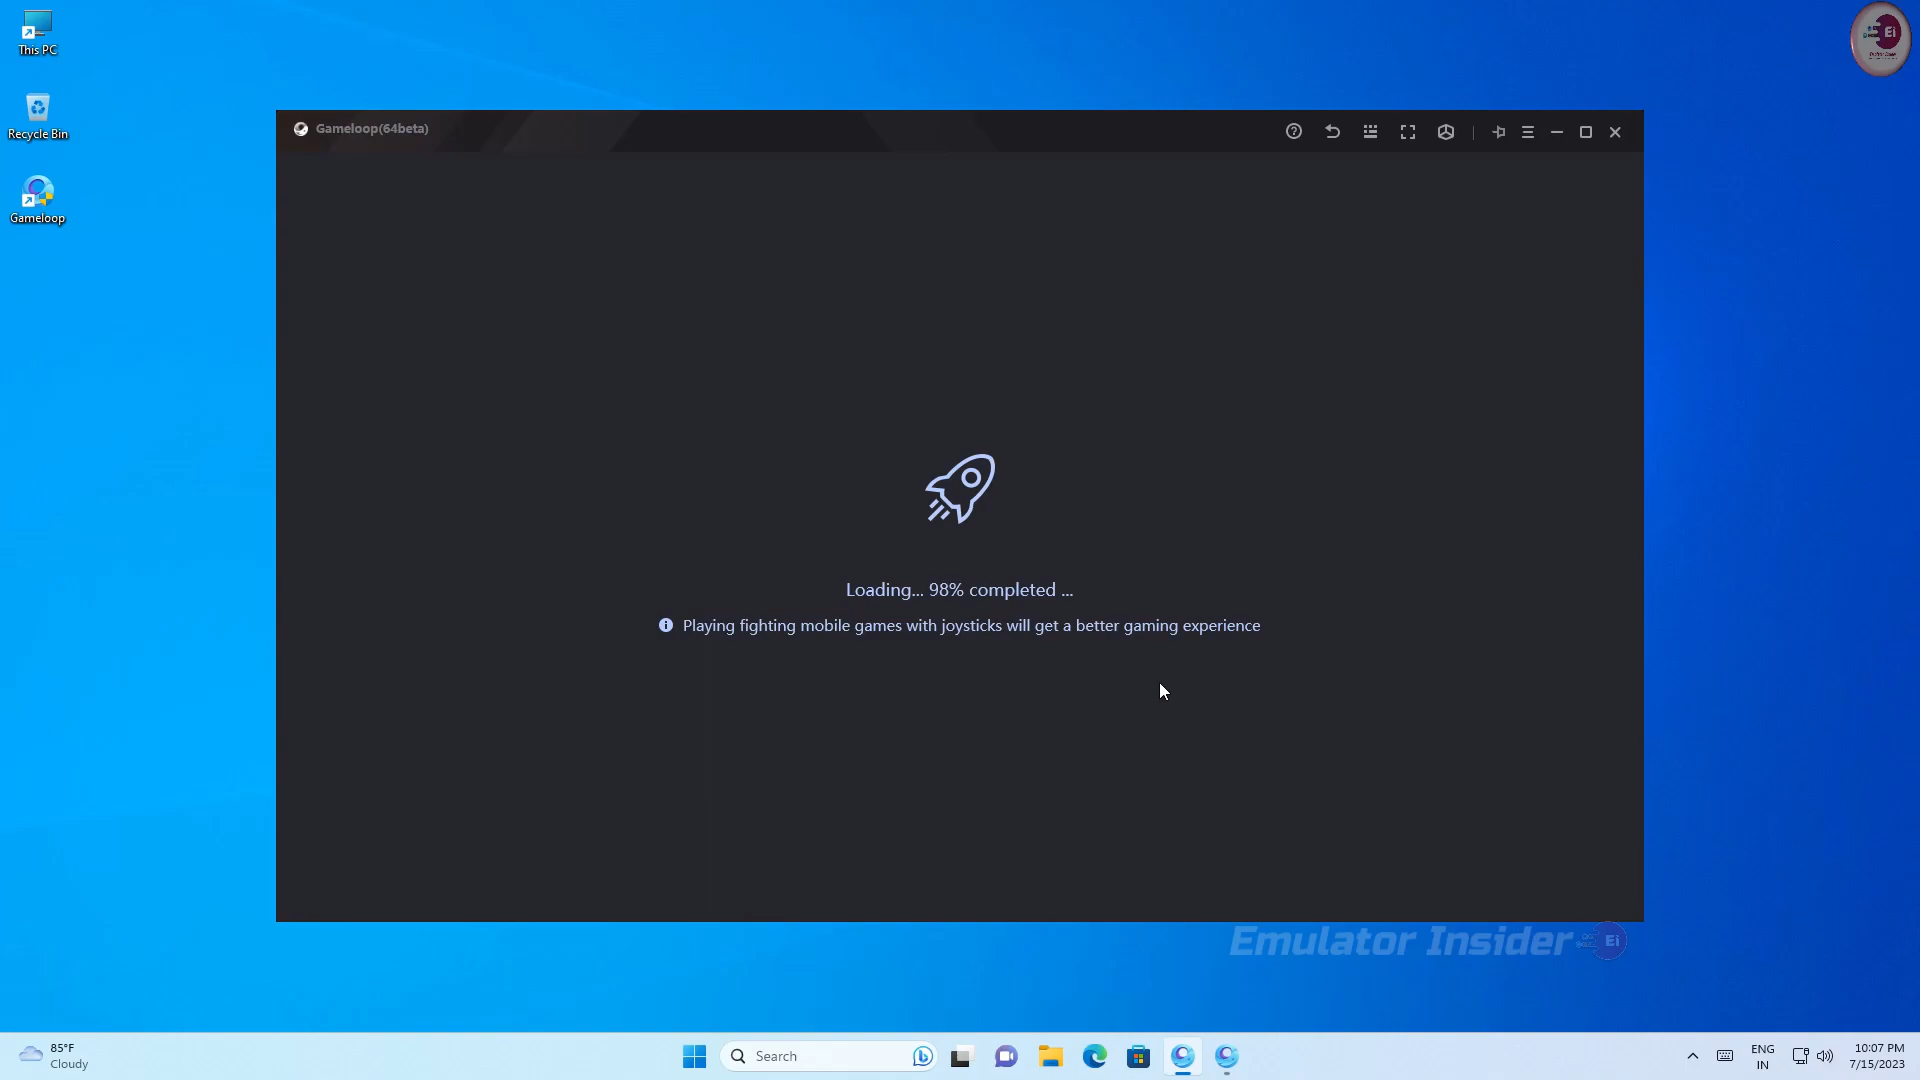 This PC
Recycle Bin
Gameloop
Ei
Gameloop(64beta)
Loading... 98% completed ...
Playing fighting mobile games with joysticks will get a better gaming experience
Emulator Insider Ei
85°F
Cloudy
Search
ENG
IN
10:07 PM
7/15/2023